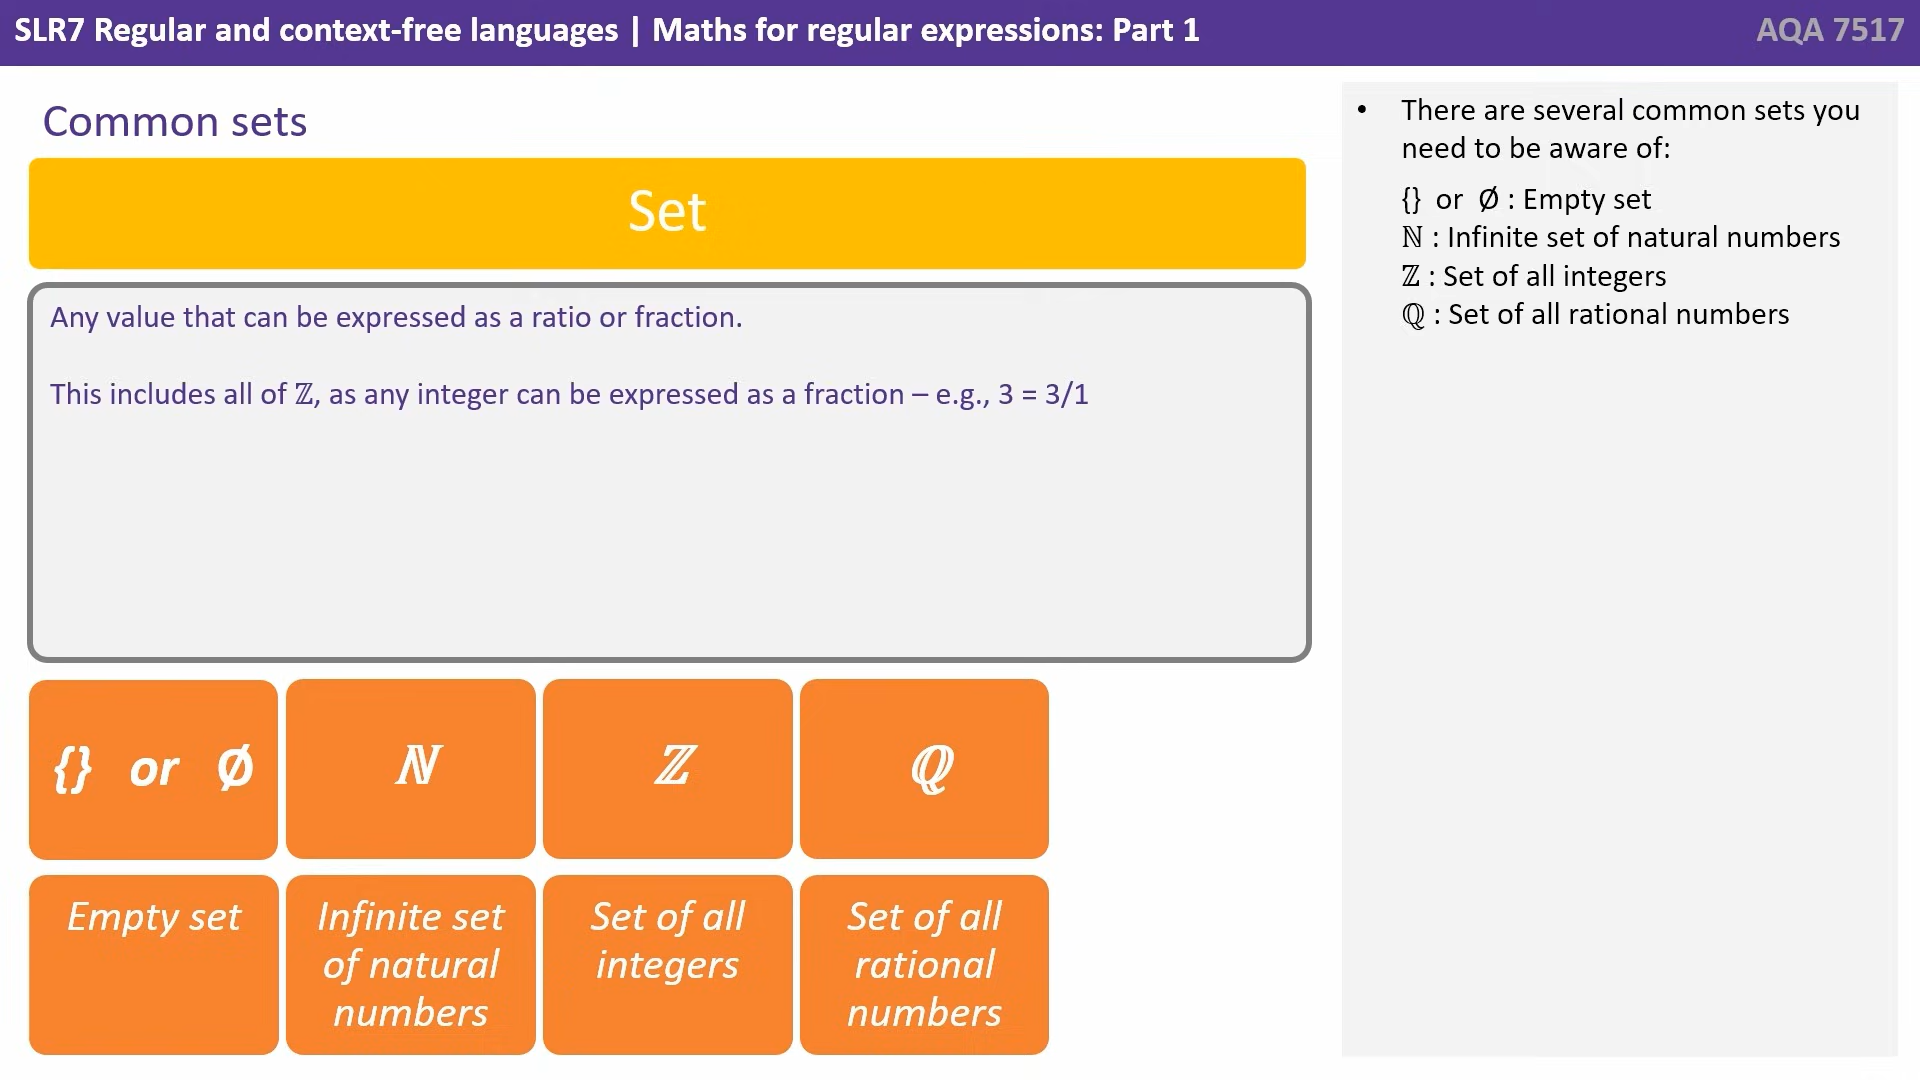 SLR7 Regular and context-free languages | Maths for regular expressions: Part 1
AQA 7517
Common sets
Set
Any value that can be expressed as a ratio or fraction.
This includes all of ℤ, as any integer can be expressed as a fraction – e.g., 3 = 3/1
{} or Ø
ℕ
ℤ
ℚ
Empty set
Infinite set
of natural
numbers
Set of all
integers
Set of all
rational
numbers
• There are several common sets you
need to be aware of:
{} or Ø : Empty set
ℕ : Infinite set of natural numbers
ℤ : Set of all integers
ℚ : Set of all rational numbers